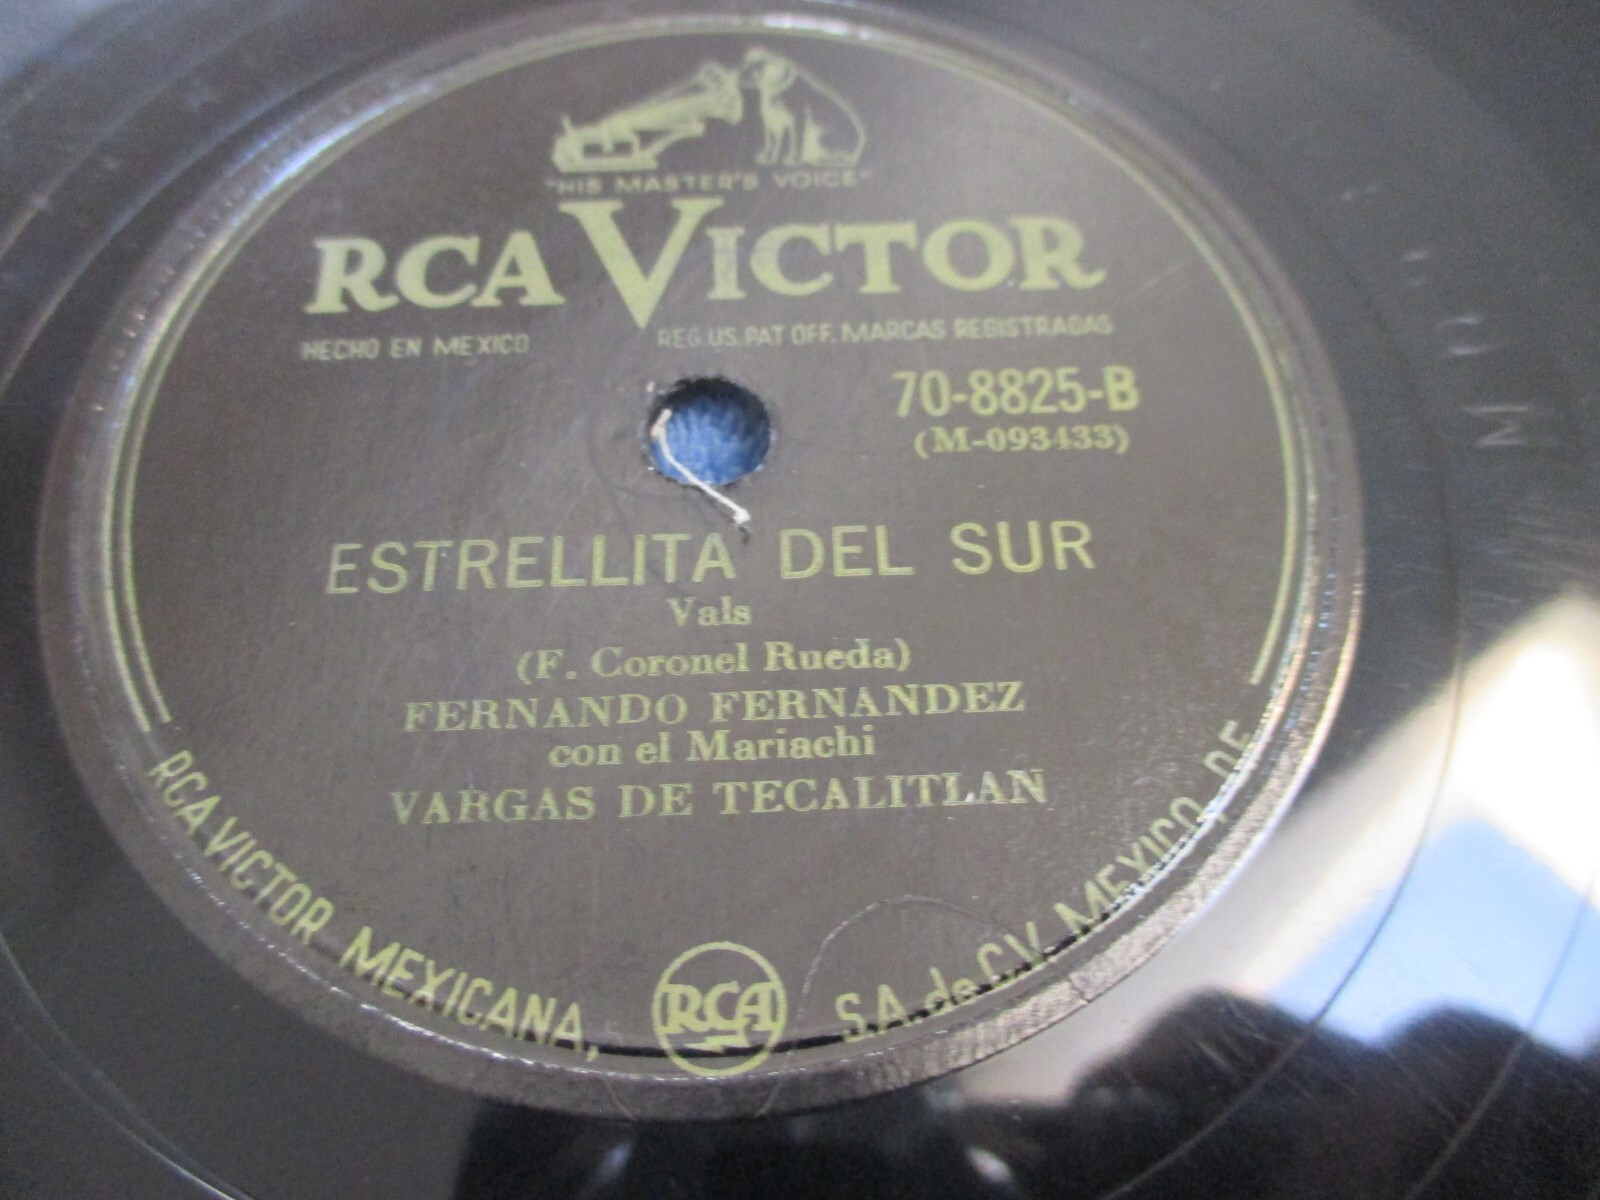 "HIS MASTER'S VOICE"
RCA VICTOR
HECHO EN MEXICO
REG. US. PAT OFF. MARCAS REGISTRADAS
70-8825-B
(M-093433)
ESTRELLITA DEL SUR
Vals
(F. Coronel Rueda)
FERNANDO FERNANDEZ
con el Mariachi
VARGAS DE TECALITLAN
RCA VICTOR MEXICANA, S.A. de C.V. MEXICO, D.F.
RCA